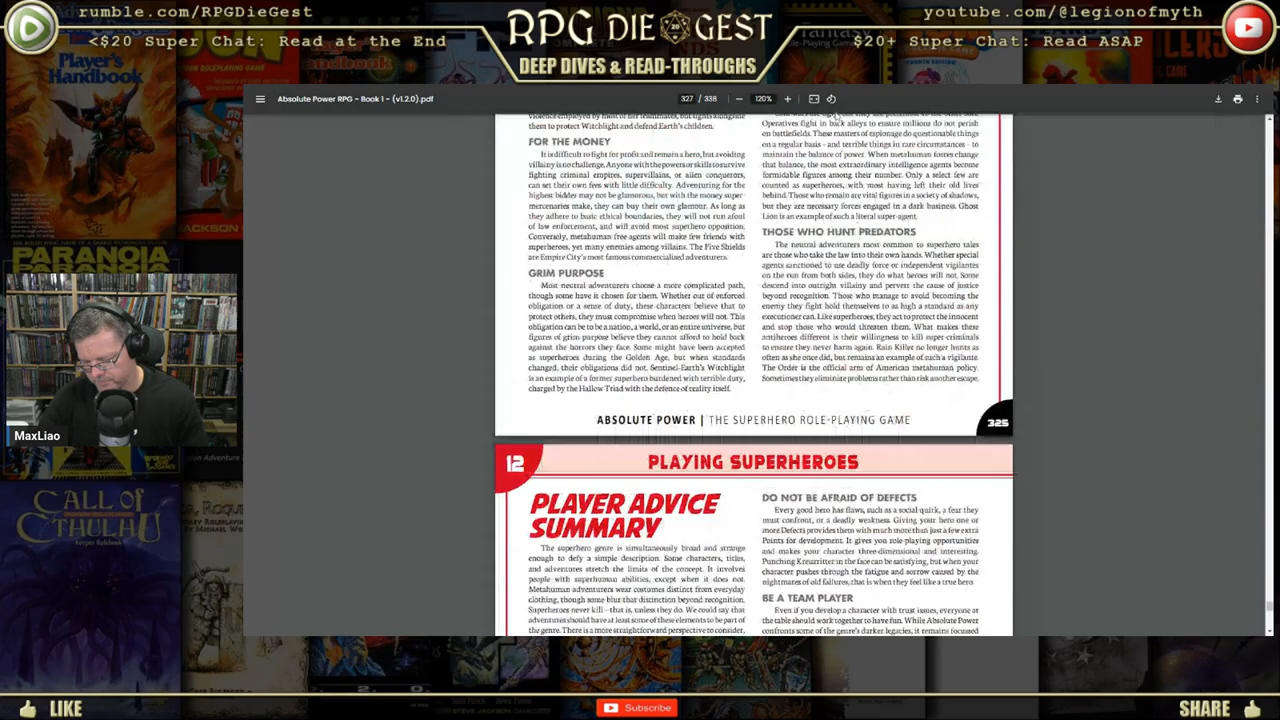 rumble.com/RPGDieGest
<$20 Super Chat: Read at the End
RPG DIE GEST
20
DEEP DIVES & READ-THROUGHS
youtube.com/@legionofmyth
$20+ Super Chat: Read ASAP
Player's
Handbook
PARANOIA
CALL OF
CTHULHU
Absolute Power RPG - Book 1 - (v1.2.0).pdf
327 / 338
120%
violence employed by most of her teammates, but fights alongside
them to protect Witchlight and defend Earth's children.
FOR THE MONEY
It is difficult to fight for profit and remain a hero, but avoiding
villainy is no challenge. Anyone with the powers or skills to survive
fighting criminal empires, supervillains, or alien conquerors,
can set their own fees with little difficulty. Adventuring for the
highest bidder may not be glamorous, but with the money super
mercenaries make, they can buy their own glamour. As long as
they adhere to basic ethical boundaries, they will not run afoul
of law enforcement, and will avoid most superhero opposition.
Conversely, metahuman free agents will make few friends with
superheroes, yet many enemies among villains. The Five Shields
are Empire City's most famous commercialised adventurers.
GRIM PURPOSE
Most neutral adventurers choose a more complicated path,
though some have it chosen for them. Whether out of enforced
obligation or a sense of duty, these characters believe that to
protect others, they must compromise when heroes will not. This
obligation can be to be a nation, a world, or an entire universe, but
figures of grim purpose believe they cannot afford to hold back
against the horrors they face. Some might have been accepted
as superheroes during the Golden Age, but when standards
changed, their obligations did not. Sentinel-Earth's Witchlight
is an example of a former superhero burdened with terrible duty,
charged by the Hallow Triad with the defence of reality itself.
Operatives fight in back alleys to ensure millions do not perish
on battlefields. These masters of espionage do questionable things
on a regular basis – and terrible things in rare circumstances – to
maintain the balance of power. When metahuman forces change
that balance, the most extraordinary intelligence agents become
formidable figures among their number. Only a select few are
counted as superheroes, with most having left their old lives
behind. Those who remain are vital figures in a society of shadows,
but they are necessary forces engaged in a dark business. Ghost
Lion is an example of such a literal super-agent.
THOSE WHO HUNT PREDATORS
The neutral adventurers most common to superhero tales
are those who take the law into their own hands. Whether special
agents sanctioned to use deadly force or independent vigilantes
on the run from both sides, they do what heroes will not. Some
descend into outright villainy and pervert the cause of justice
beyond recognition. Those who manage to avoid becoming the
enemy they fight hold themselves to as high a standard as any
executioner can. Like superheroes, they act to protect the innocent
and stop those who would threaten them. What makes these
antiheroes different is their willingness to kill super-criminals
to ensure they never harm again. Rain Killer no longer hunts as
often as she once did, but remains an example of such a vigilante.
The Order is the official arm of American metahuman policy.
Sometimes they eliminate problems rather than risk another escape.
ABSOLUTE POWER | THE SUPERHERO ROLE-PLAYING GAME
325
12
PLAYING SUPERHEROES
PLAYER ADVICE
SUMMARY
The superhero genre is simultaneously broad and strange
enough to defy a simple description. Some characters, titles,
and adventures stretch the limits of the concept. It involves
people with superhuman abilities, except when it does not.
Metahuman adventurers wear costumes distinct from everyday
clothing, though some blur that distinction beyond recognition.
Superheroes never kill – that is, unless they do. We could say that
adventures should have at least some of these elements to be part of
the genre. There is a more straightforward perspective to consider,
DO NOT BE AFRAID OF DEFECTS
Every good hero has flaws, such as a social quirk, a fear they
must confront, or a deadly weakness. Giving your hero one or
more Defects provides them with much more than just a few extra
Points for development. It gives you role-playing opportunities
and makes your character three-dimensional and interesting.
Punching Kreuzritter in the face can be satisfying, but when your
character pushes through the fatigue and sorrow caused by the
nightmares of old failures, that is when they feel like a true hero.
BE A TEAM PLAYER
Even if you develop a character with trust issues, everyone at
the table should work together to have fun. While Absolute Power
confronts some of the genre's darker legacies, it remains focussed
MaxLiao
LIKE
Subscribe
SHARE